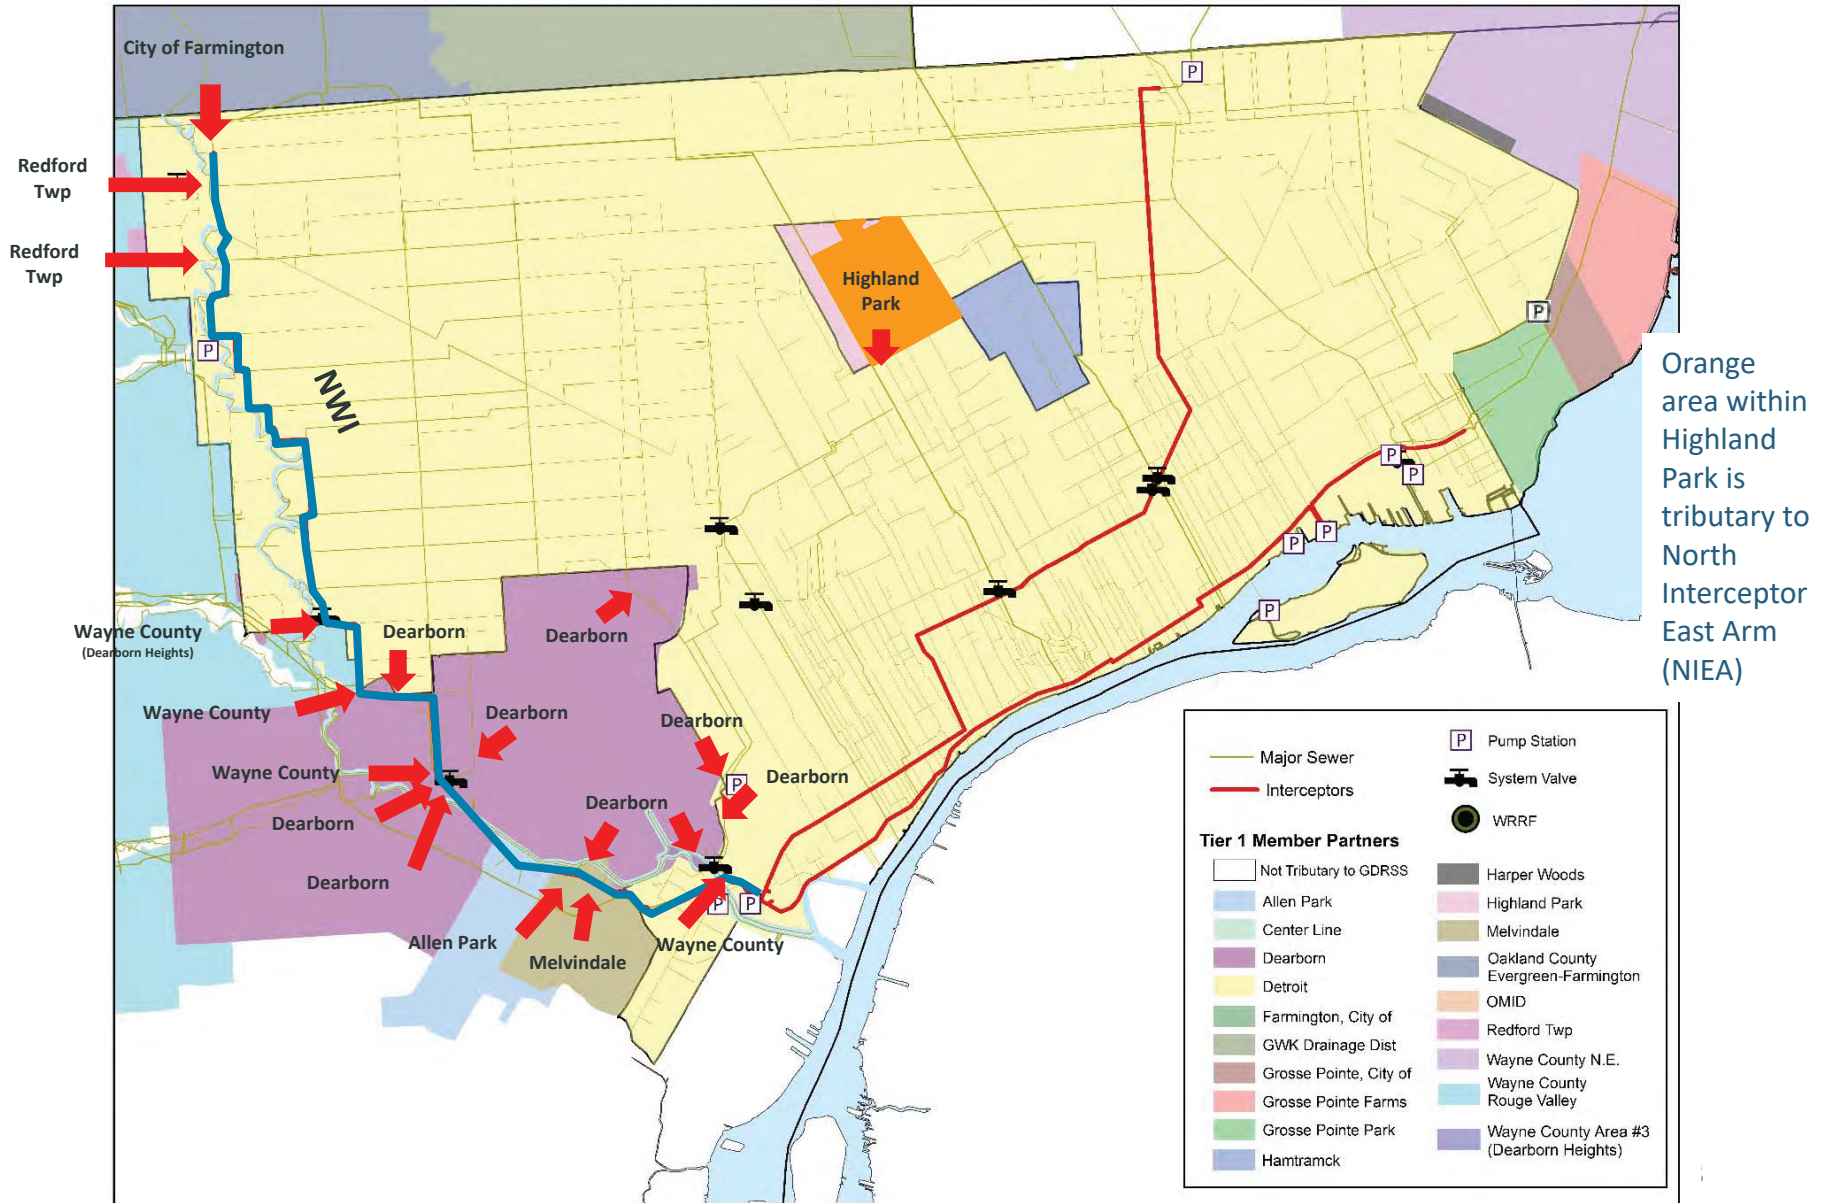 City of Farmington
P
Redford
Twp
Redford
Twp
Highland
Park
P
P
NWI
Orange
area within
Highland
Park is
tributary to
North
Interceptor
East Arm
(NIEA)
P
P
P
P
P
Wayne County
(Dearborn Heights)
Dearborn
Dearborn
Wayne County
Dearborn
Dearborn
Wayne County
P
Dearborn
Dearborn
Dearborn
Dearborn
P
P
Allen Park
Melvindale
Wayne County
Major Sewer
Interceptors
P Pump Station
System Valve
WRRF
Tier 1 Member Partners
Not Tributary to GDRSS
Allen Park
Center Line
Dearborn
Detroit
Farmington, City of
GWK Drainage Dist
Grosse Pointe, City of
Grosse Pointe Farms
Grosse Pointe Park
Hamtramck
Harper Woods
Highland Park
Melvindale
Oakland County
Evergreen-Farmington
OMID
Redford Twp
Wayne County N.E.
Wayne County
Rouge Valley
Wayne County Area #3
(Dearborn Heights)